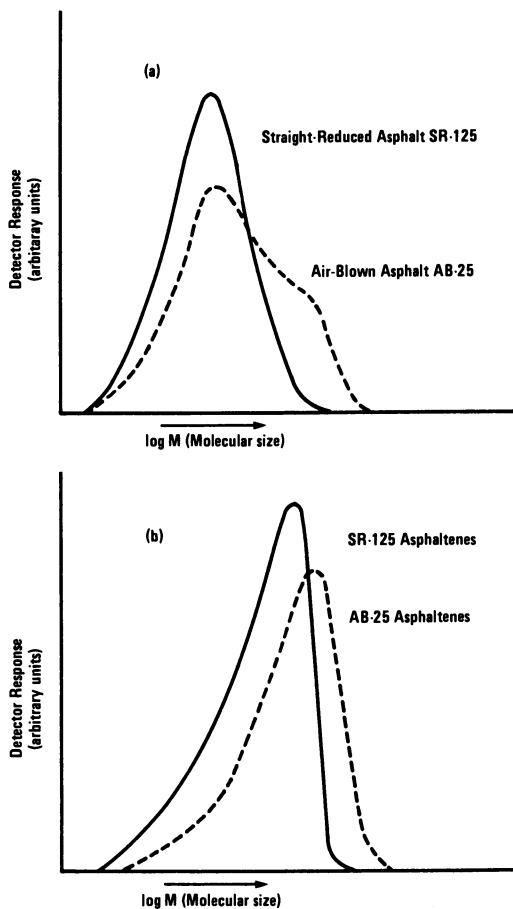 (a)
Straight-Reduced Asphalt SR-125
Air-Blown Asphalt AB-25
Detector Response
(arbitaray units)
log M (Molecular size)
(b)
SR-125 Asphaltenes
AB-25 Asphaltenes
Detector Response
(arbitrary units)
log M (Molecular size)